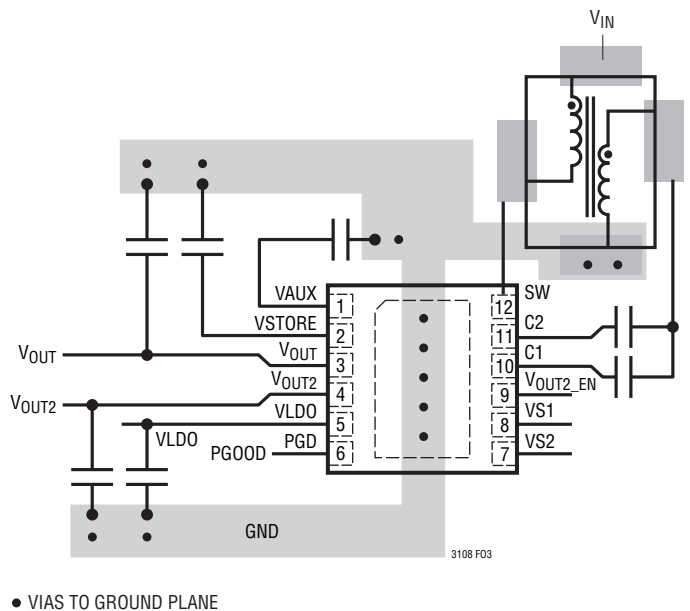 VIN
VAUX
1
VSTORE
2
VOUT
VOUT
3
VOUT2
VOUT2
4
VLDO
5
VLDO
PGOOD
PGD
6
SW
12
C2
11
C1
10
VOUT2_EN
9
VS1
8
VS2
7
GND
3108 F03
● VIAS TO GROUND PLANE